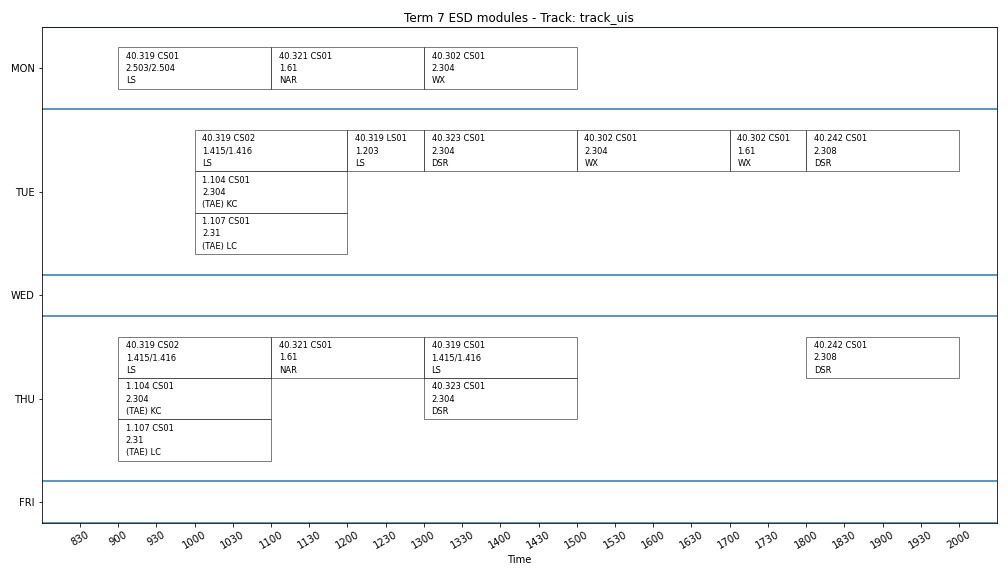 Term 7 ESD modules - Track: track_uis
MON
40.319 CS01
2.503/2.504
LS
40.321 CS01
1.61
NAR
40.302 CS01
2.304
WX
TUE
40.319 CS02
1.415/1.416
LS
40.319 LS01
1.203
LS
40.323 CS01
2.304
DSR
40.302 CS01
2.304
WX
40.302 CS01
1.61
WX
40.242 CS01
2.308
DSR
1.104 CS01
2.304
(TAE) KC
1.107 CS01
2.31
(TAE) LC
WED
THU
40.319 CS02
1.415/1.416
LS
40.321 CS01
1.61
NAR
40.319 CS01
1.415/1.416
LS
40.242 CS01
2.308
DSR
1.104 CS01
2.304
(TAE) KC
40.323 CS01
2.304
DSR
1.107 CS01
2.31
(TAE) LC
FRI
830 900 930 1000 1030 1100 1130 1200 1230 1300 1330 1400 1430 1500 1600 1630 1700 1730 1800 1830 1900 1930 2000
Time